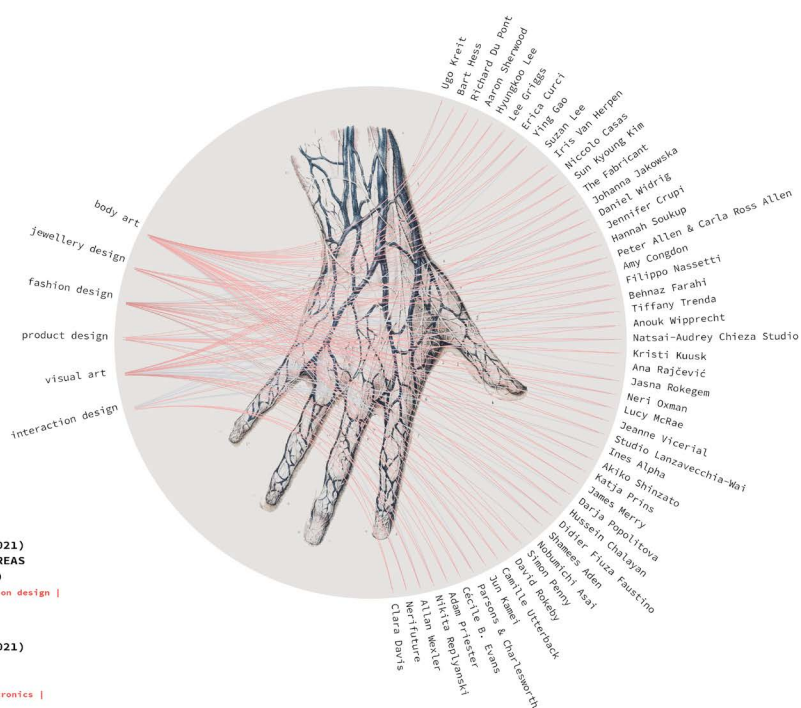 body art
jewellery design
fashion design
product design
visual art
interaction design
Ugo Kreit
Bart Hess
Richard Du Pont
Aaron Sherwood
Hyungkoo Lee
Lee Griggs
Erica Curci
Ying Gao
Suzan Lee
Iris Van Herpen
Niccolo Casas
Sun Kyoung Kim
The Fabricant
Johanna Jakowska
Daniel Widrig
Jennifer Crupi
Hannah Soukup
Peter Allen & Carla Ross Allen
Amy Congdon
Filippo Nassetti
Behnaz Farahi
Tiffany Trenda
Anouk Wipprecht
Natsai-Audrey Chieza Studio
Kristi Kuusk
Ana Rajčević
Jasna Rokegem
Neri Oxman
Lucy McRae
Jeanne Vicerial
Studio Lanzavecchia-Wai
Ines Alpha
Akiko Shinzato
Katja Prins
James Merry
Darja Popolitova
Hussein Chalayan
Didier Fiuza Faustino
Shamees Aden
Nobumichi Asai
Simon Penny
David Rokeby
Camille Utterback
Jun Kamei
Parsons & Charlesworth
Cécile B. Evans
Adam Priester
Nikita Replyanski
Allan Wexler
Nerifuture
Clara Davis
021)
REAS
)
on design |
021)
ronics |